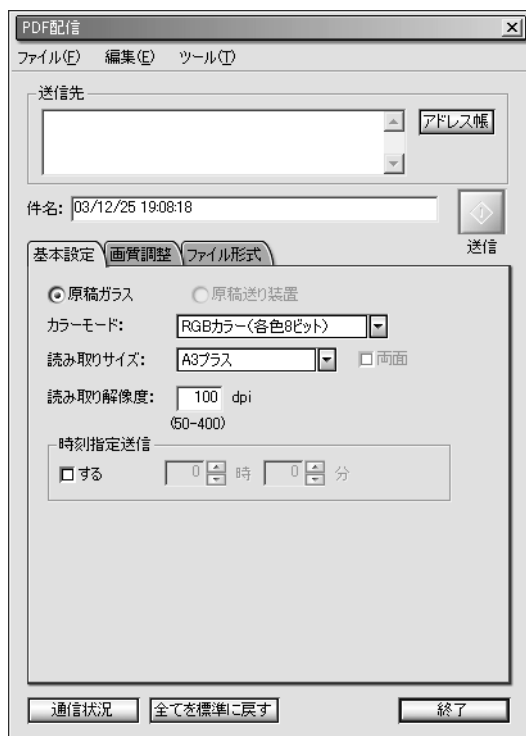 PDF配信
ファイル(F) 編集(E) ツール(T)
送信先
アドレス帳
件名: 03/12/25 19:08:18
送信
基本設定 画質調整 ファイル形式
原稿ガラス 原稿送り装置
カラーモード: RGBカラー(各色8ビット)
読み取りサイズ: A3プラス 両面
読み取り解像度: 100 dpi
(50-400)
時刻指定送信
する 0 時 0 分
通信状況 全てを標準に戻す 終了